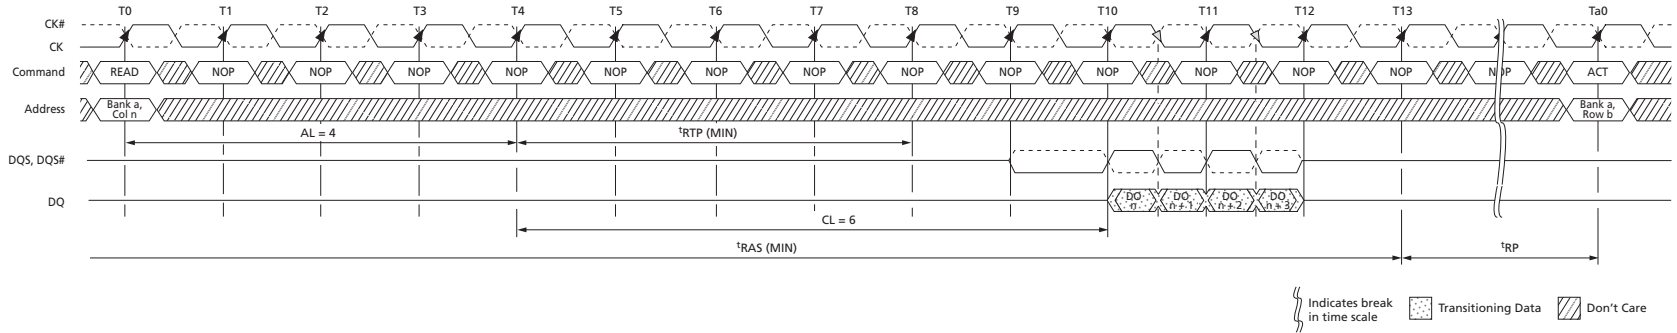 T0 T1 T2 T3 T4 T5 T6 T7 T8 T9 T10 T11 T12 T13 Ta0
CK#
CK
Command READ NOP NOP NOP NOP NOP NOP NOP NOP NOP NOP NOP NOP NOP NOP ACT
Address Bank a, Col n Bank a, Row b
AL = 4 tRTP (MIN)
DQS, DQS#
DQ DO n DO n + 1 DO n + 2 DO n + 3
CL = 6
tRAS (MIN) tRP
Indicates break in time scale Transitioning Data Don't Care